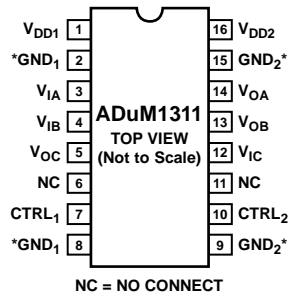 VDD1 1 16 VDD2
*GND1 2 15 GND2*
VIA 3 14 VOA
VIB 4 ADuM1311 13 VOB
VOC 5 TOP VIEW (Not to Scale) 12 VIC
NC 6 11 NC
CTRL1 7 10 CTRL2
*GND1 8 9 GND2*
NC = NO CONNECT